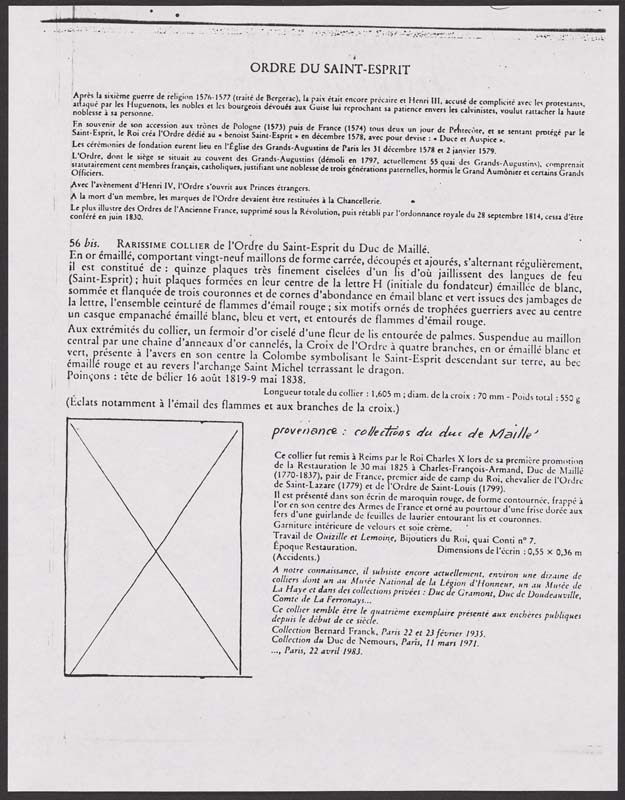 ORDRE DU SAINT-ESPRIT
Après la sixième guerre de religion 1576-1577 (traité de Bergerac), la paix était encore précaire et Henri III, accusé de complicité avec les protestants,
attaqué par les Huguenots, les nobles et les bourgeois dévoués aux Guise lui reprochant sa patience envers les calvinistes, voulut rattacher la haute
noblesse à sa personne.
En souvenir de son accession aux trônes de Pologne (1573) puis de France (1574) tous deux un jour de Pentecôte, et se sentant protégé par le
Saint-Esprit, le Roi créa l'Ordre dédié au « benoist Saint-Esprit » en décembre 1578, avec pour devise : « Duce et Auspice ».
Les cérémonies de fondation eurent lieu en l'Église des Grands-Augustins de Paris les 31 décembre 1578 et 2 janvier 1579.
L'Ordre, dont le siège se situait au couvent des Grands-Augustins (démoli en 1797, actuellement 55 quai des Grands-Augustins), comprenait
statutairement cent membres français, catholiques, justifiant une noblesse de trois générations paternelles, hormis le Grand Aumônier et certains Grands
Officiers.
Avec l'avènement d'Henri IV, l'Ordre s'ouvrit aux Princes étrangers.
A la mort d'un membre, les marques de l'Ordre devaient être restituées à la Chancellerie.
Le plus illustre des Ordres de l'Ancienne France, supprimé sous la Révolution, puis rétabli par l'ordonnance royale du 28 septembre 1814, cessa d'être
conféré en juin 1830.
56 bis. RARISSIME COLLIER de l'Ordre du Saint-Esprit du Duc de Maillé.
En or émaillé, comportant vingt-neuf maillons de forme carrée, découpés et ajourés, s'alternant régulièrement,
il est constitué de : quinze plaques très finement ciselées d'un lis d'où jaillissent des langues de feu
(Saint-Esprit) ; huit plaques formées en leur centre de la lettre H (initiale du fondateur) émaillée de blanc,
sommée et flanquée de trois couronnes et de cornes d'abondance en émail blanc et vert issues des jambages de
la lettre, l'ensemble ceinturé de flammes d'émail rouge ; six motifs ornés de trophées guerriers avec au centre
un casque empanaché émaillé blanc, bleu et vert, et entourés de flammes d'émail rouge.
Aux extrémités du collier, un fermoir d'or ciselé d'une fleur de lis entourée de palmes. Suspendue au maillon
central par une chaîne d'anneaux d'or cannelés, la Croix de l'Ordre à quatre branches, en or émaillé blanc et
vert, présente à l'avers en son centre la Colombe symbolisant le Saint-Esprit descendant sur terre, au bec
émaillé rouge et au revers l'archange Saint Michel terrassant le dragon.
Poinçons : tête de bélier 16 août 1819-9 mai 1838.
Longueur totale du collier : 1,605 m ; diam. de la croix : 70 mm - Poids total : 550 g
(Éclats notamment à l'émail des flammes et aux branches de la croix.)
provenance : collections du duc de Maillé
Ce collier fut remis à Reims par le Roi Charles X lors de sa première promotion
de la Restauration le 30 mai 1825 à Charles-François-Armand, Duc de Maillé
(1770-1837), pair de France, premier aide de camp du Roi, chevalier de l'Ordre
de Saint-Lazare (1779) et de l'Ordre de Saint-Louis (1799).
Il est présenté dans son écrin de maroquin rouge, de forme contournée, frappé à
l'or en son centre des Armes de France et orné au pourtour d'une frise dorée aux
fers d'une guirlande de feuilles de laurier entourant lis et couronnes.
Garniture intérieure de velours et soie crème.
Travail de Ouizille et Lemoine, Bijoutiers du Roi, quai Conti n° 7.
Époque Restauration. Dimensions de l'écrin : 0,55 × 0,36 m
(Accidents.)
A notre connaissance, il subsiste encore actuellement, environ une dizaine de
colliers dont un au Musée National de la Légion d'Honneur, un au Musée de
La Haye et dans des collections privées : Duc de Gramont, Duc de Doudeauville,
Comte de La Ferronays...
Ce collier semble être le quatrième exemplaire présenté aux enchères publiques
depuis le début de ce siècle.
Collection Bernard Franck, Paris 22 et 23 février 1935.
Collection du Duc de Nemours, Paris, 11 mars 1971.
..., Paris, 22 avril 1983.